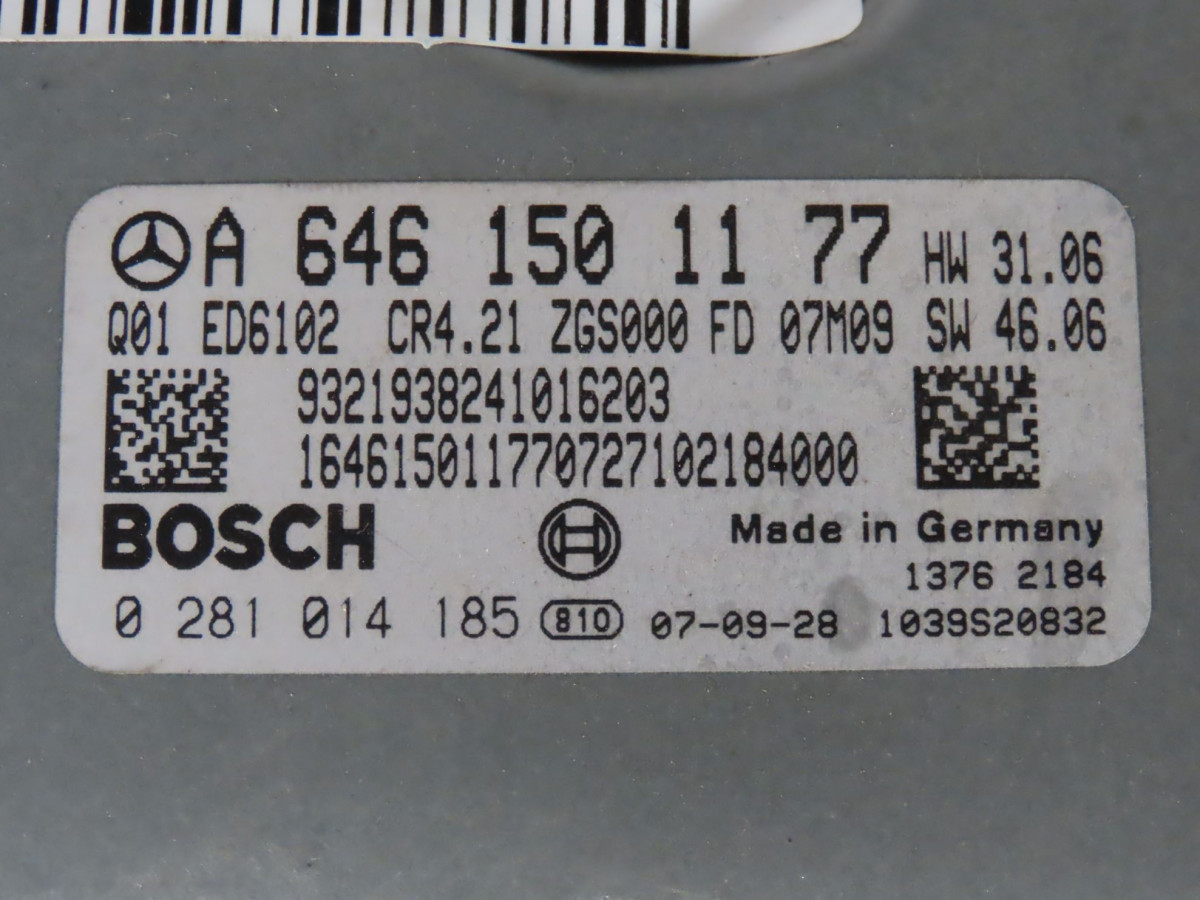 A 646 150 11 77 HW 31.06
Q01 ED6102 CR4.21 ZGS000 FD 07M09 SW 46.06
9321938241016203
164615011770727102184000
BOSCH
Made in Germany
1376 2184
0 281 014 185 810 07-09-28 1039S20832